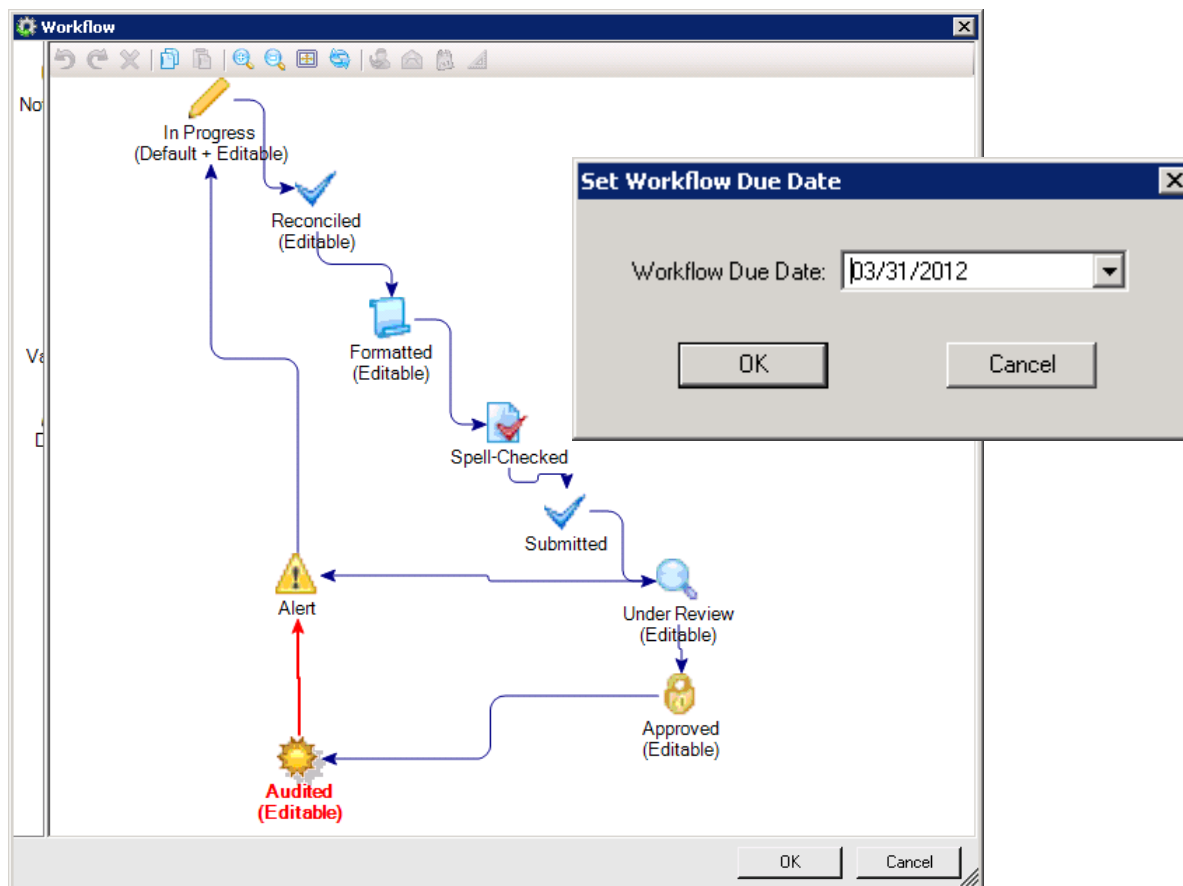 Workflow
No
In Progress
(Default + Editable)
Reconciled
(Editable)
Formatted
(Editable)
Spell-Checked
Submitted
Under Review
(Editable)
Alert
Approved
(Editable)
Audited
(Editable)
OK
Cancel
Set Workflow Due Date
Workflow Due Date: 03/31/2012
OK
Cancel